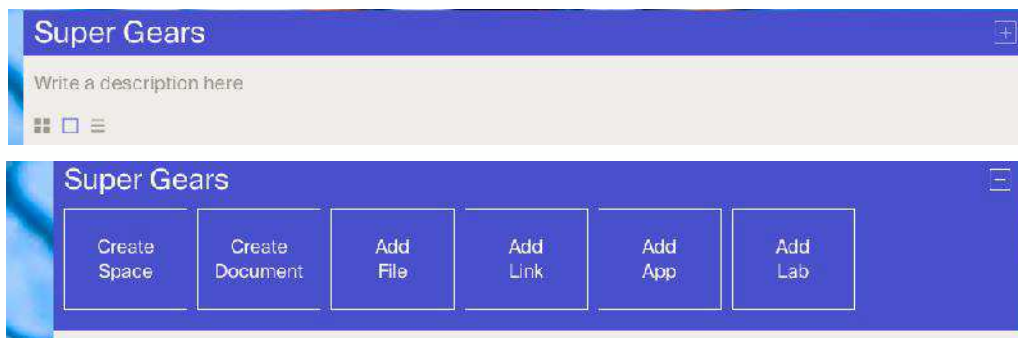 Super Gears
Write a description here
Super Gears
Create Create Add Add Add Add
Space Document File Link App Lab